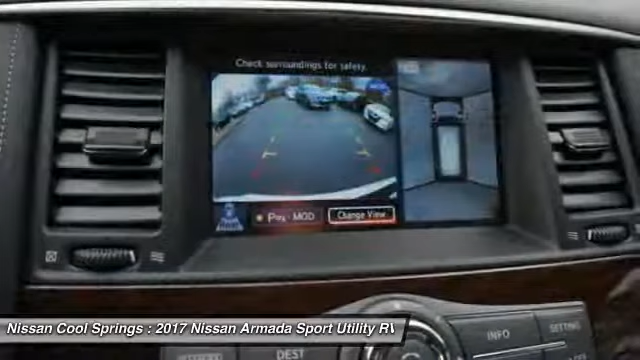 Check surroundings for safety.
MOD
Change View
INFO
SETTING
Nissan Cool Springs : 2017 Nissan Armada Sport Utility RV
DEST